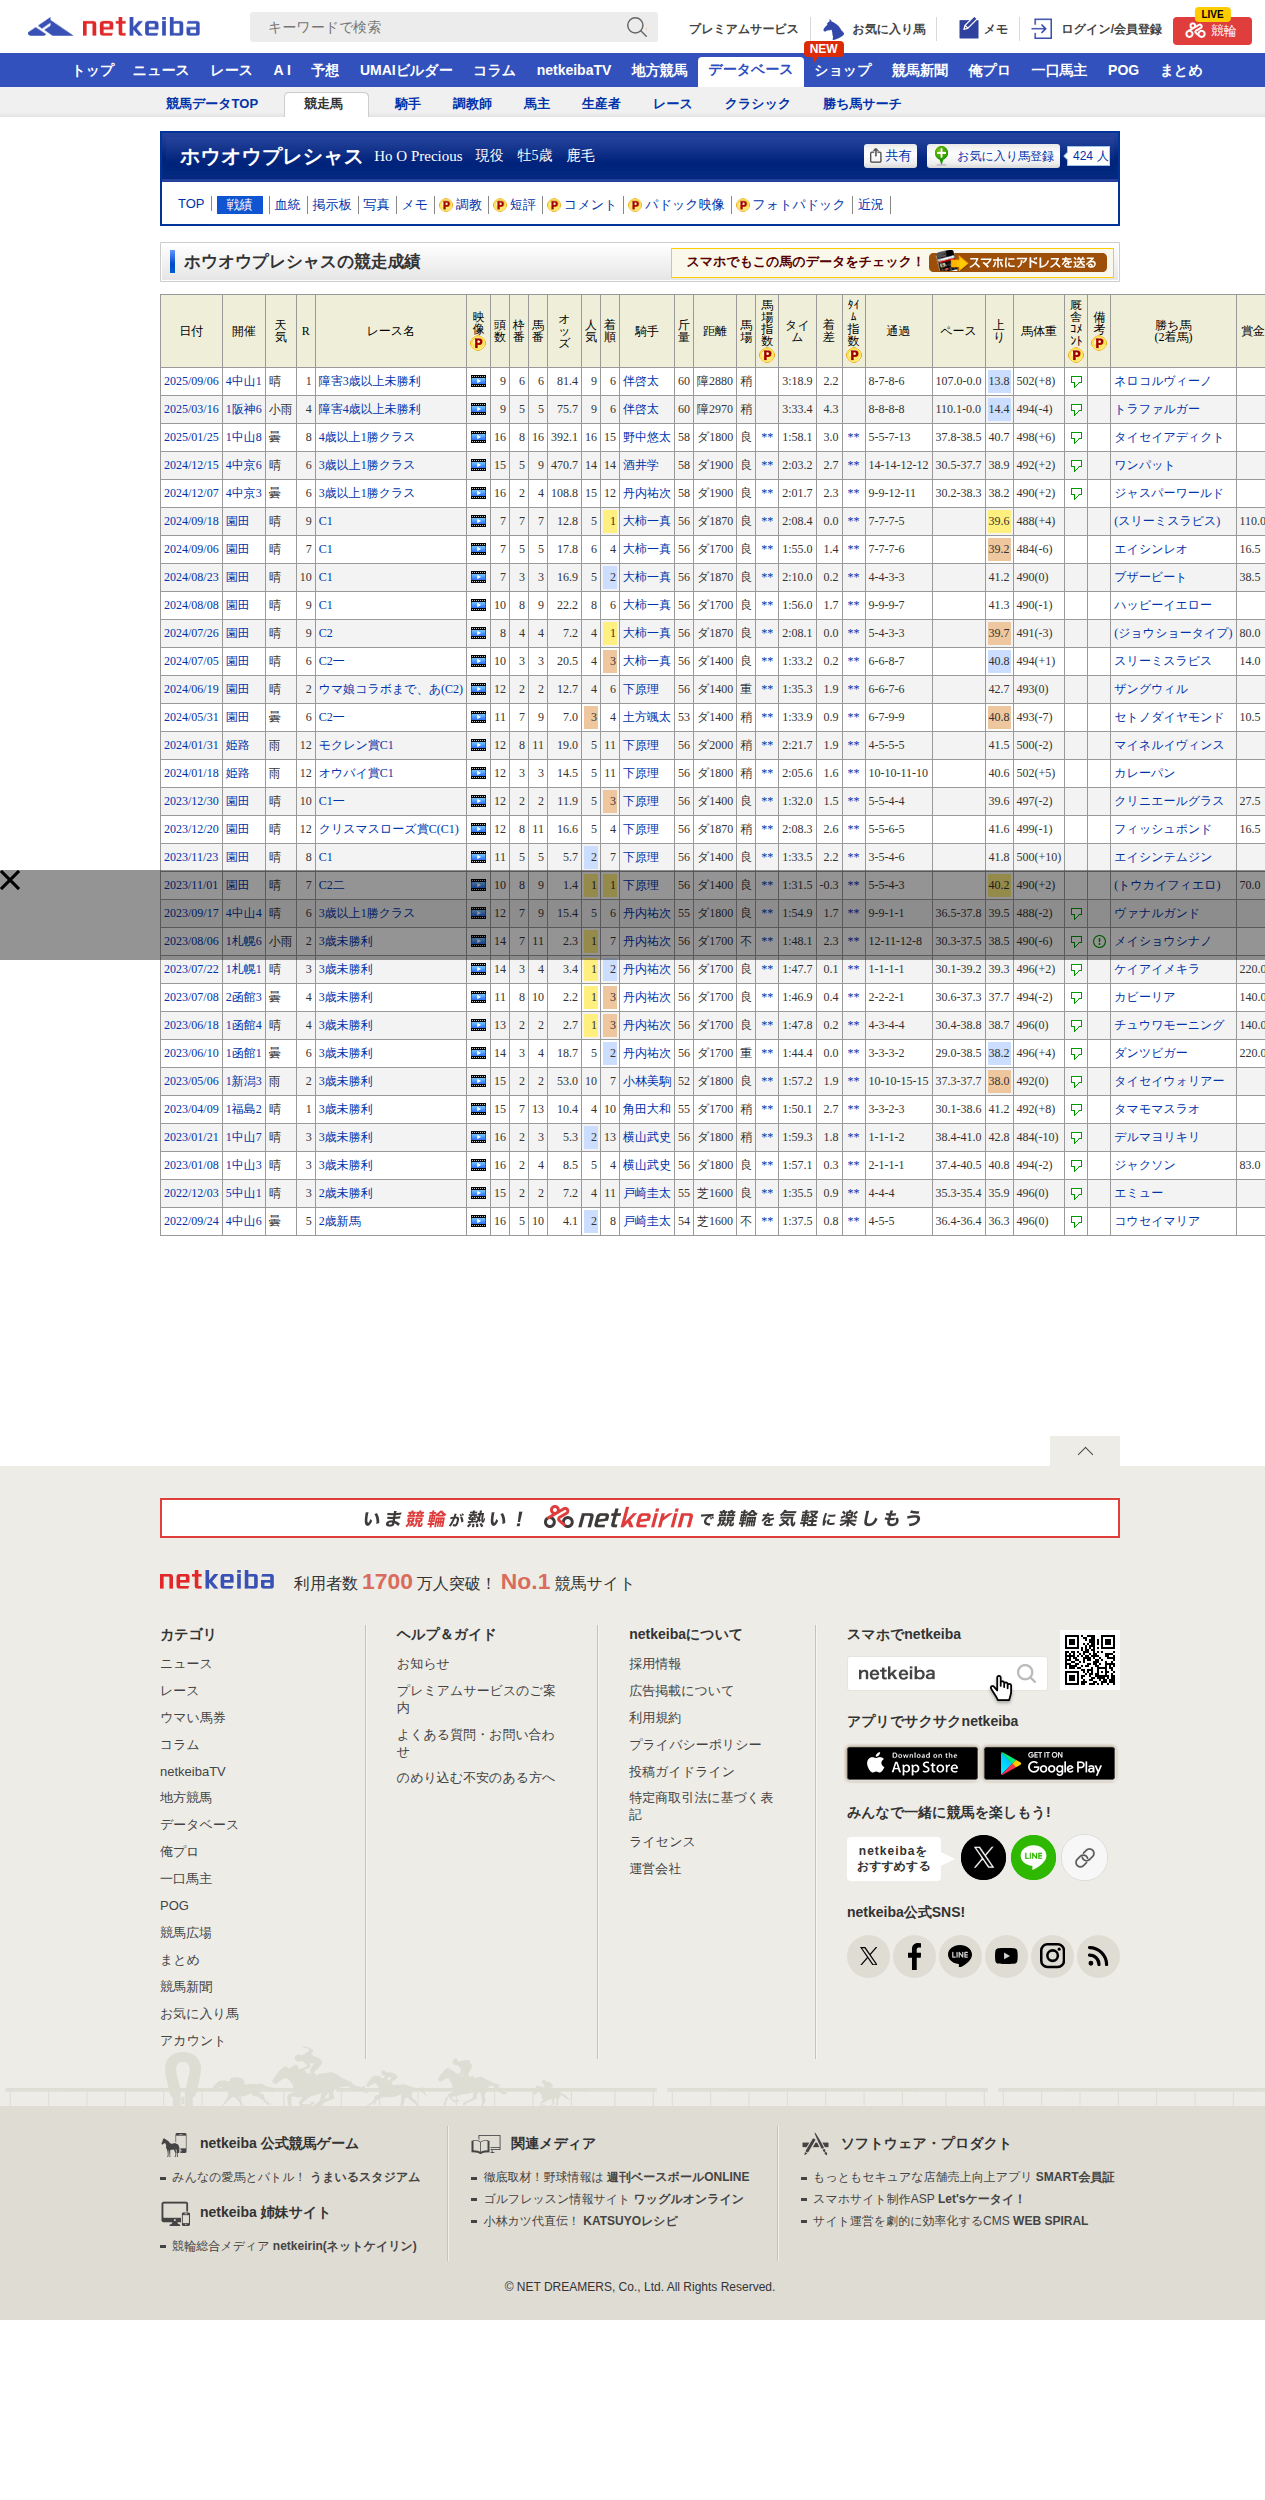 netkeiba キーワードで検索 プレミアムサービス お気に入り馬 メモ ログイン/会員登録 LIVE 競輪
NEW
トップ ニュース レース A I 予想 UMAIビルダー コラム netkeibaTV 地方競馬 データベース ショップ 競馬新聞 俺プロ 一口馬主 POG まとめ
競馬データTOP 競走馬 騎手 調教師 馬主 生産者 レース クラシック 勝ち馬サーチ
ホウオウプレシャス Ho O Precious 現役 牡5歳 鹿毛 共有 お気に入り馬登録 424 人
TOP 戦績 血統 掲示板 写真 メモ P 調教 P 短評 P コメント P パドック映像 P フォトパドック 近況
ホウオウプレシャスの競走成績 スマホでもこの馬のデータをチェック！ スマホにアドレスを送る
日付 開催 天気 R レース名 映像P 頭数 枠番 馬番 オッズ 人気 着順 騎手 斤量 距離 馬場 馬場指数P タイム 着差 ﾀｲﾑ指数P 通過 ペース 上り 馬体重 厩舎ｺﾒﾝﾄP 備考P 勝ち馬(2着馬) 賞金
2025/09/06 4中山1 晴 1 障害3歳以上未勝利 9 6 6 81.4 9 6 伴啓太 60 障2880 稍 3:18.9 2.2 8-7-8-6 107.0-0.0 13.8 502(+8) ネロコルヴィーノ
2025/03/16 1阪神6 小雨 4 障害4歳以上未勝利 9 5 5 75.7 9 6 伴啓太 60 障2970 稍 3:33.4 4.3 8-8-8-8 110.1-0.0 14.4 494(-4) トラファルガー
2025/01/25 1中山8 曇 8 4歳以上1勝クラス 16 8 16 392.1 16 15 野中悠太 58 ダ1800 良 ** 1:58.1 3.0 ** 5-5-7-13 37.8-38.5 40.7 498(+6) タイセイアディクト
2024/12/15 4中京6 晴 6 3歳以上1勝クラス 15 5 9 470.7 14 14 酒井学 58 ダ1900 良 ** 2:03.2 2.7 ** 14-14-12-12 30.5-37.7 38.9 492(+2) ワンパット
2024/12/07 4中京3 曇 6 3歳以上1勝クラス 16 2 4 108.8 15 12 丹内祐次 58 ダ1900 良 ** 2:01.7 2.3 ** 9-9-12-11 30.2-38.3 38.2 490(+2) ジャスパーワールド
2024/09/18 園田 晴 9 C1 7 7 7 12.8 5 1 大柿一真 56 ダ1870 良 ** 2:08.4 0.0 ** 7-7-7-5 39.6 488(+4) (スリーミスラピス) 110.0
2024/09/06 園田 晴 7 C1 7 5 5 17.8 6 4 大柿一真 56 ダ1700 良 ** 1:55.0 1.4 ** 7-7-7-6 39.2 484(-6) エイシンレオ 16.5
2024/08/23 園田 晴 10 C1 7 3 3 16.9 5 2 大柿一真 56 ダ1870 良 ** 2:10.0 0.2 ** 4-4-3-3 41.2 490(0) ブザービート 38.5
2024/08/08 園田 晴 9 C1 10 8 9 22.2 8 6 大柿一真 56 ダ1700 良 ** 1:56.0 1.7 ** 9-9-9-7 41.3 490(-1) ハッピーイエロー
2024/07/26 園田 晴 9 C2 8 4 4 7.2 4 1 大柿一真 56 ダ1870 良 ** 2:08.1 0.0 ** 5-4-3-3 39.7 491(-3) (ジョウショータイプ) 80.0
2024/07/05 園田 晴 6 C2一 10 3 3 20.5 4 3 大柿一真 56 ダ1400 良 ** 1:33.2 0.2 ** 6-6-8-7 40.8 494(+1) スリーミスラピス 14.0
2024/06/19 園田 晴 2 ウマ娘コラボまで、あ(C2) 12 2 2 12.7 4 6 下原理 56 ダ1400 重 ** 1:35.3 1.9 ** 6-6-7-6 42.7 493(0) ザングウィル
2024/05/31 園田 曇 6 C2一 11 7 9 7.0 3 4 土方颯太 53 ダ1400 稍 ** 1:33.9 0.9 ** 6-7-9-9 40.8 493(-7) セトノダイヤモンド 10.5
2024/01/31 姫路 雨 12 モクレン賞C1 12 8 11 19.0 5 11 下原理 56 ダ2000 稍 ** 2:21.7 1.9 ** 4-5-5-5 41.5 500(-2) マイネルイヴィンス
2024/01/18 姫路 雨 12 オウバイ賞C1 12 3 3 14.5 5 11 下原理 56 ダ1800 稍 ** 2:05.6 1.6 ** 10-10-11-10 40.6 502(+5) カレーパン
2023/12/30 園田 晴 10 C1一 12 2 2 11.9 5 3 下原理 56 ダ1400 良 ** 1:32.0 1.5 ** 5-5-4-4 39.6 497(-2) クリニエールグラス 27.5
2023/12/20 園田 晴 12 クリスマスローズ賞C(C1) 12 8 11 16.6 5 4 下原理 56 ダ1870 稍 ** 2:08.3 2.6 ** 5-5-6-5 41.6 499(-1) フィッシュポンド 16.5
2023/11/23 園田 晴 8 C1 11 5 5 5.7 2 7 下原理 56 ダ1400 良 ** 1:33.5 2.2 ** 3-5-4-6 41.8 500(+10) エイシンテムジン
2023/11/01 園田 晴 7 C2二 10 8 9 1.4 1 1 下原理 56 ダ1400 良 ** 1:31.5 -0.3 ** 5-5-4-3 40.2 490(+2) (トウカイフィエロ) 70.0
2023/09/17 4中山4 晴 6 3歳以上1勝クラス 12 7 9 15.4 5 6 丹内祐次 55 ダ1800 良 ** 1:54.9 1.7 ** 9-9-1-1 36.5-37.8 39.5 488(-2) ヴァナルガンド
2023/08/06 1札幌6 小雨 2 3歳未勝利 14 7 11 2.3 1 7 丹内祐次 56 ダ1700 不 ** 1:48.1 2.3 ** 12-11-12-8 30.3-37.5 38.5 490(-6) メイショウシナノ
2023/07/22 1札幌1 晴 3 3歳未勝利 14 3 4 3.4 1 2 丹内祐次 56 ダ1700 良 ** 1:47.7 0.1 ** 1-1-1-1 30.1-39.2 39.3 496(+2) ケイアイメキラ 220.0
2023/07/08 2函館3 曇 4 3歳未勝利 11 8 10 2.2 1 3 丹内祐次 56 ダ1700 良 ** 1:46.9 0.4 ** 2-2-2-1 30.6-37.3 37.7 494(-2) カピーリア 140.0
2023/06/18 1函館4 晴 4 3歳未勝利 13 2 2 2.7 1 3 丹内祐次 56 ダ1700 良 ** 1:47.8 0.2 ** 4-3-4-4 30.4-38.8 38.7 496(0) チュウワモーニング 140.0
2023/06/10 1函館1 曇 6 3歳未勝利 14 3 4 18.7 5 2 丹内祐次 56 ダ1700 重 ** 1:44.4 0.0 ** 3-3-3-2 29.0-38.5 38.2 496(+4) ダンツビガー 220.0
2023/05/06 1新潟3 雨 2 3歳未勝利 15 2 2 53.0 10 7 小林美駒 52 ダ1800 良 ** 1:57.2 1.9 ** 10-10-15-15 37.3-37.7 38.0 492(0) タイセイウォリアー
2023/04/09 1福島2 晴 1 3歳未勝利 15 7 13 10.4 4 10 角田大和 55 ダ1700 稍 ** 1:50.1 2.7 ** 3-3-2-3 30.1-38.6 41.2 492(+8) タマモマスラオ
2023/01/21 1中山7 晴 3 3歳未勝利 16 2 3 5.3 2 13 横山武史 56 ダ1800 稍 ** 1:59.3 1.8 ** 1-1-1-2 38.4-41.0 42.8 484(-10) デルマヨリキリ
2023/01/08 1中山3 晴 3 3歳未勝利 16 2 4 8.5 5 4 横山武史 56 ダ1800 良 ** 1:57.1 0.3 ** 2-1-1-1 37.4-40.5 40.8 494(-2) ジャクソン 83.0
2022/12/03 5中山1 晴 3 2歳未勝利 15 2 2 7.2 4 11 戸崎圭太 55 芝1600 良 ** 1:35.5 0.9 ** 4-4-4 35.3-35.4 35.9 496(0) エミュー
2022/09/24 4中山6 曇 5 2歳新馬 16 5 10 4.1 2 8 戸崎圭太 54 芝1600 不 ** 1:37.5 0.8 ** 4-5-5 36.4-36.4 36.3 496(0) コウセイマリア
いま競輪が熱い！ netkeirinで競輪を気軽に楽しもう
netkeiba 利用者数 1700 万人突破！ No.1 競馬サイト
カテゴリ
ニュース
レース
ウマい馬券
コラム
netkeibaTV
地方競馬
データベース
俺プロ
一口馬主
POG
競馬広場
まとめ
競馬新聞
お気に入り馬
アカウント
ヘルプ＆ガイド
お知らせ
プレミアムサービスのご案
内
よくある質問・お問い合わ
せ
のめり込む不安のある方へ
netkeibaについて
採用情報
広告掲載について
利用規約
プライバシーポリシー
投稿ガイドライン
特定商取引法に基づく表
記
ライセンス
運営会社
スマホでnetkeiba
netkeiba
アプリでサクサクnetkeiba
Download on the App Store GET IT ON Google Play
みんなで一緒に競馬を楽しもう!
netkeibaを
おすすめする
LINE
netkeiba公式SNS!
LINE
netkeiba 公式競馬ゲーム
みんなの愛馬とバトル！ うまいるスタジアム
netkeiba 姉妹サイト
競輪総合メディア netkeirin(ネットケイリン)
関連メディア
徹底取材！野球情報は 週刊ベースボールONLINE
ゴルフレッスン情報サイト ワッグルオンライン
小林カツ代直伝！ KATSUYOレシピ
ソフトウェア・プロダクト
もっともセキュアな店舗売上向上アプリ SMART会員証
スマホサイト制作ASP Let'sケータイ！
サイト運営を劇的に効率化するCMS WEB SPIRAL
© NET DREAMERS, Co., Ltd. All Rights Reserved.